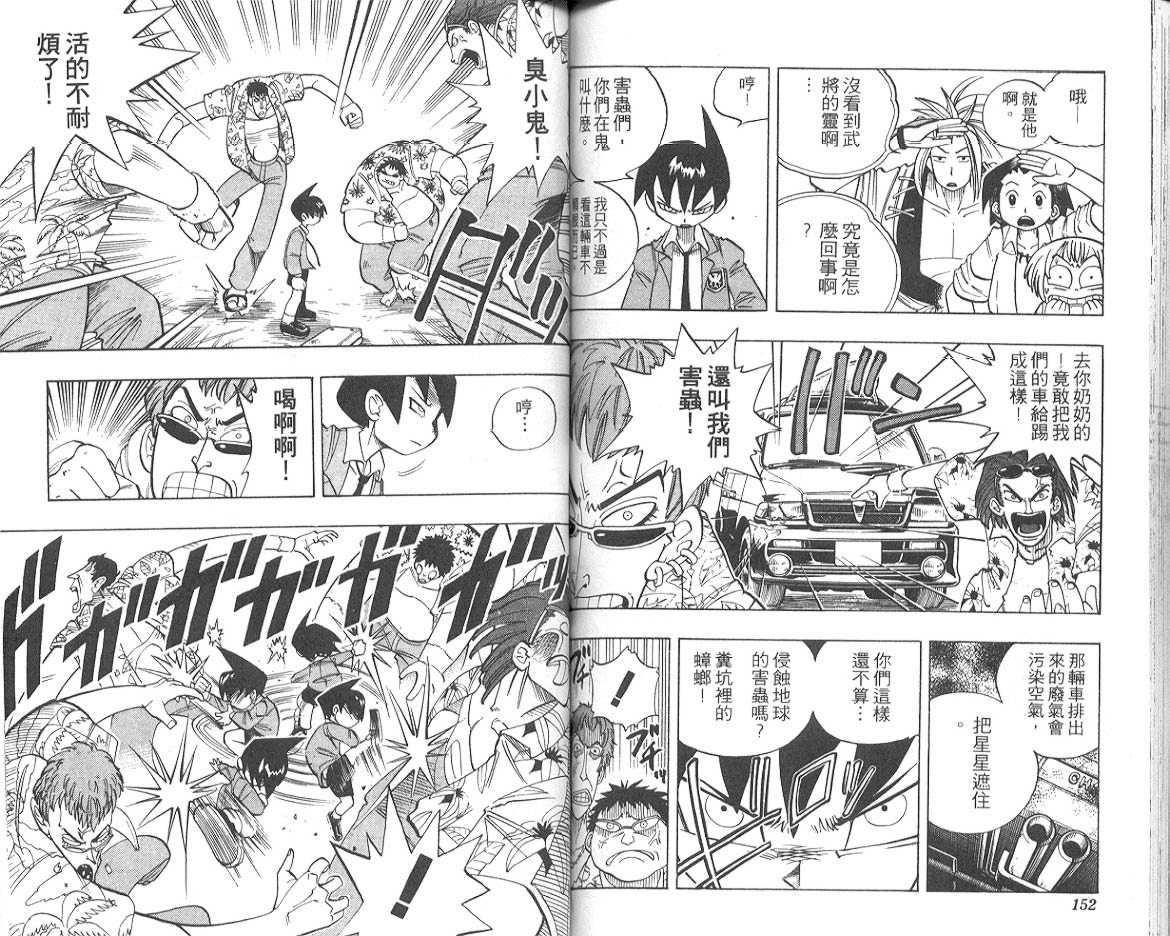 哦—
就是他
啊。
沒看到武
將的靈啊
…
究竟是怎
麼回事啊
?
哼!
害蟲們,
你們在鬼
叫什麼。
我只不過是
看這輛車不
去你奶奶的
!竟敢把我
們的車給踢
成這樣!
還叫我們
害蟲!
那輛車排出
來的廢氣會
污染空氣,
把星星遮住
。
你們這樣
還不算…
侵蝕地球
的害蟲嗎?
糞坑裡的
蟑螂!
!
152
臭小鬼!
活的不耐
煩了!
哼…
喝啊啊!
ガガガガガ
!